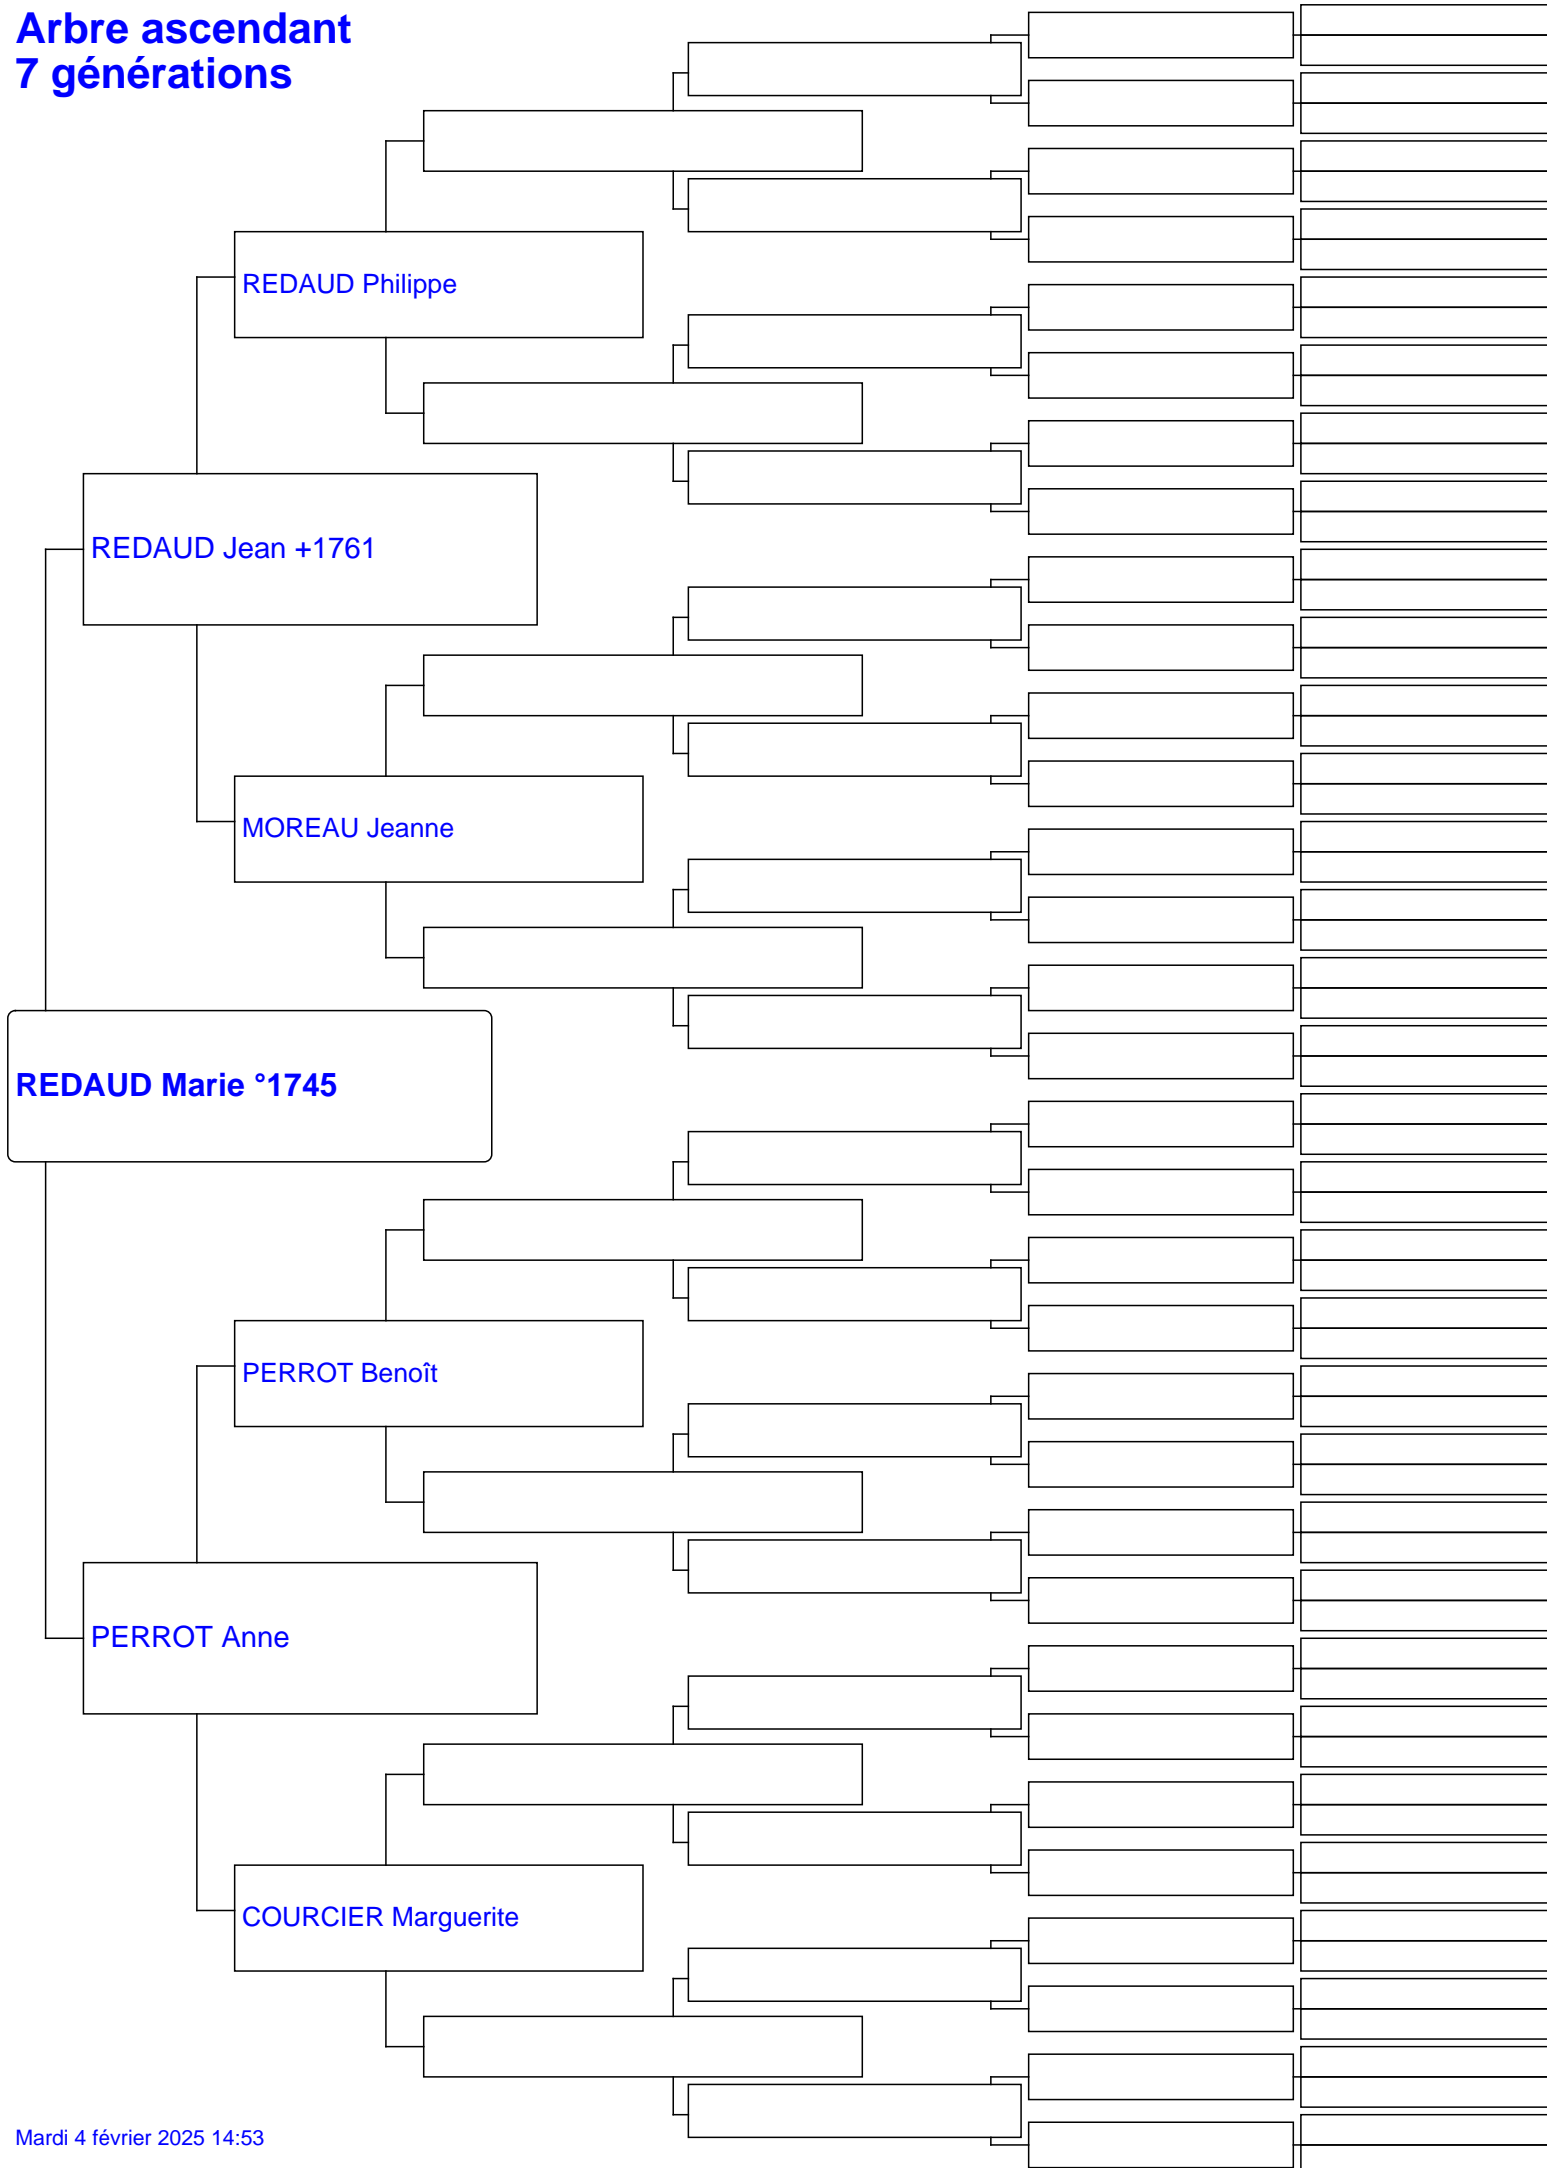 Arbre ascendant
7 générations
REDAUD Philippe
REDAUD Jean +1761
MOREAU Jeanne
REDAUD Marie °1745
PERROT Benoît
PERROT Anne
COURCIER Marguerite
Mardi 4 février 2025 14:53